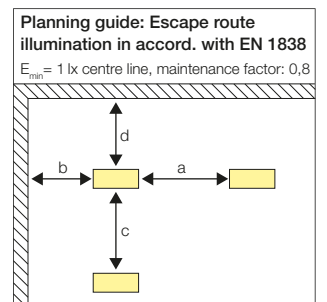 Planning guide: Escape route
illumination in accord. with EN 1838
Emin= 1 lx centre line, maintenance factor: 0,8
d
b
a
c